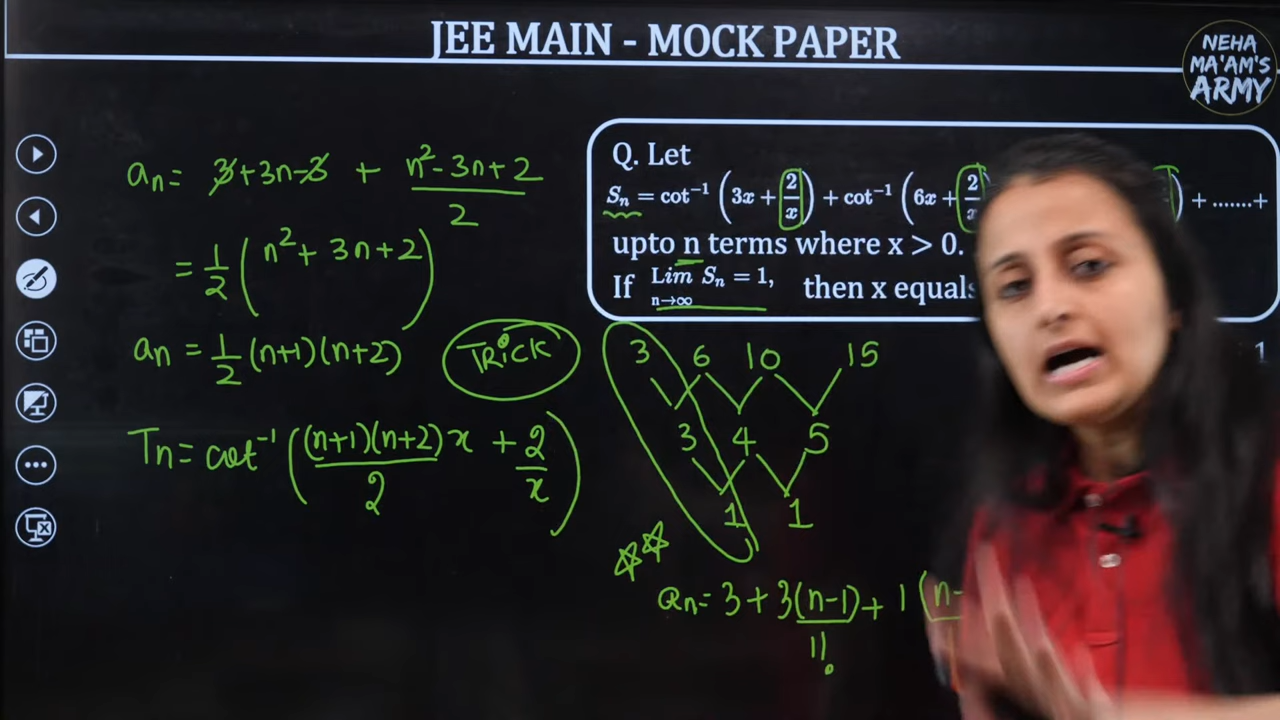 JEE MAIN - MOCK PAPER
NEHA
MA'AM'S
ARMY
aₙ = 3 + 3n - 3 + (n² - 3n + 2)/2
= 1/2 (n² + 3n + 2)
aₙ = 1/2 (n+1)(n+2)
TRICK
Tₙ = cot⁻¹ ((n+1)(n+2)/2 x + 2/x)
Q. Let
Sₙ = cot⁻¹ (3x + 2/x) + cot⁻¹ (6x + 2/x) + .......+
upto n terms where x > 0.
If Lim n→∞ Sₙ = 1, then x equals
3 6 10 15
3 4 5
1 1
aₙ = 3 + 3(n-1)/1! + 1(n-
1